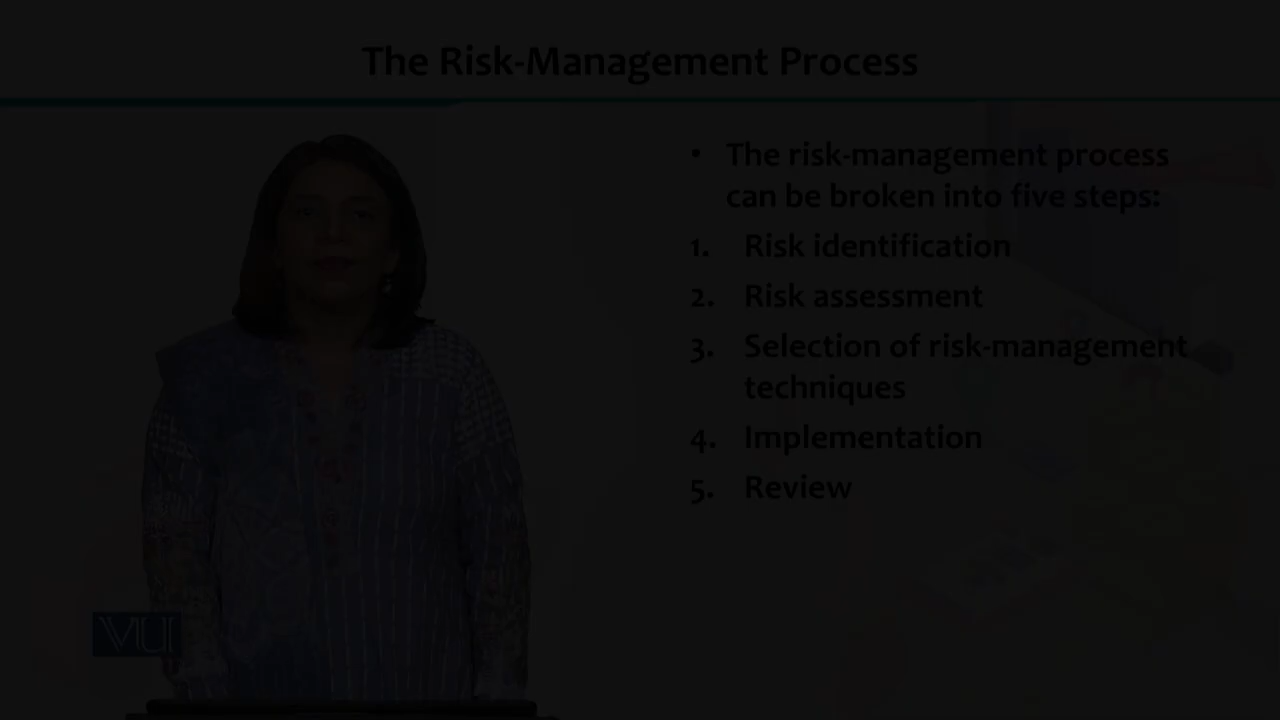 The Risk-Management Process
• The risk-management process
can be broken into five steps:
1. Risk identification
2. Risk assessment
3. Selection of risk-management
techniques
4. Implementation
5. Review
VU